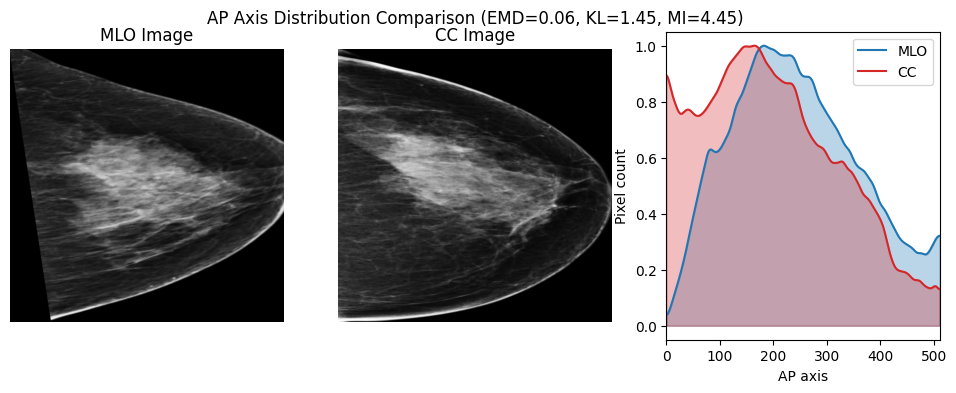 AP Axis Distribution Comparison (EMD=0.06, KL=1.45, MI=4.45)
MLO Image
CC Image
MLO
CC
Pixel count
1.0
0.8
0.6
0.4
0.2
0.0
0 100 200 300 400 500
AP axis